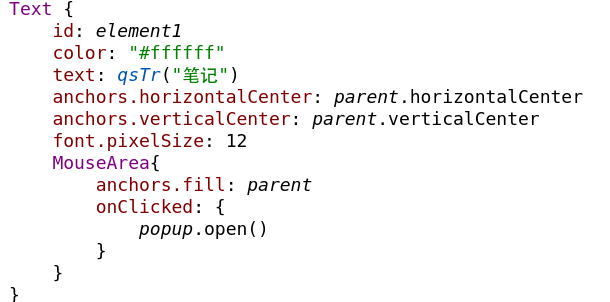 Text {
    id: element1
    color: "#ffffff"
    text: qsTr("笔记")
    anchors.horizontalCenter: parent.horizontalCenter
    anchors.verticalCenter: parent.verticalCenter
    font.pixelSize: 12
    MouseArea{
        anchors.fill: parent
        onClicked: {
            popup.open()
        }
    }
}